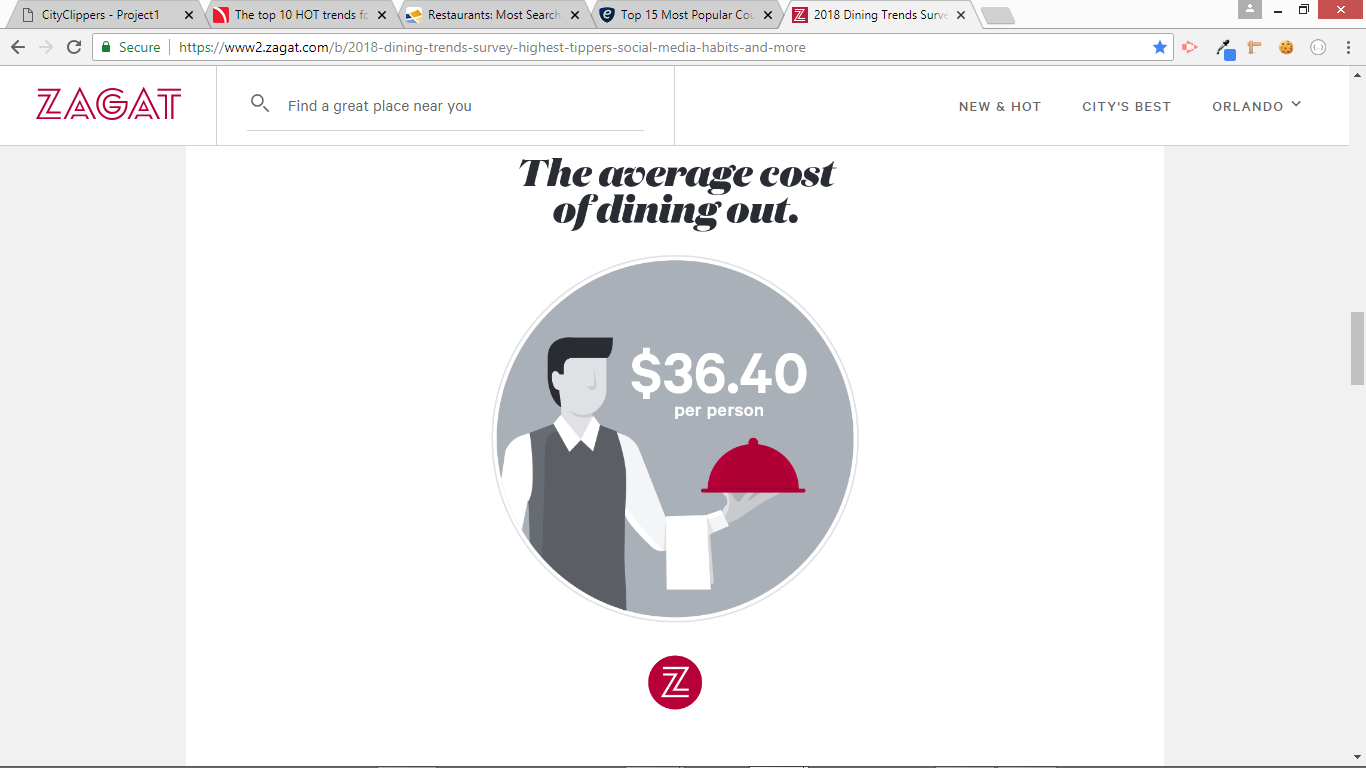 CityClippers - Project1
The top 10 HOT trends fo
Restaurants: Most Search
Top 15 Most Popular Cou
2018 Dining Trends Surve
Secure
https://www2.zagat.com/b/2018-dining-trends-survey-highest-tippers-social-media-habits-and-more
ZAGAT
Find a great place near you
NEW & HOT
CITY'S BEST
ORLANDO
The average cost
of dining out.
$36.40
per person
Z